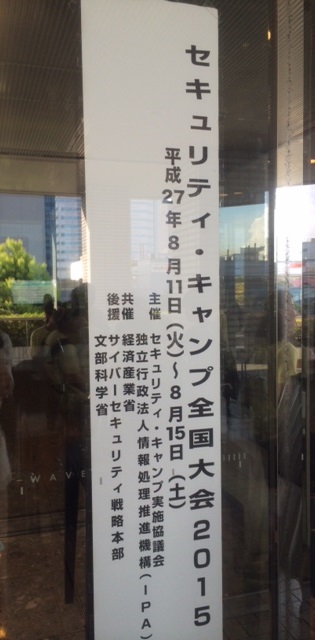 セキュリティ・キャンプ全国大会2015
平成27年8月11日(火)～8月15日(土)
主催 セキュリティ・キャンプ実施協議会
独立行政法人情報処理推進機構(IPA)
共催 経済産業省
後援 サイバーセキュリティ戦略本部
文部科学省
WAVE